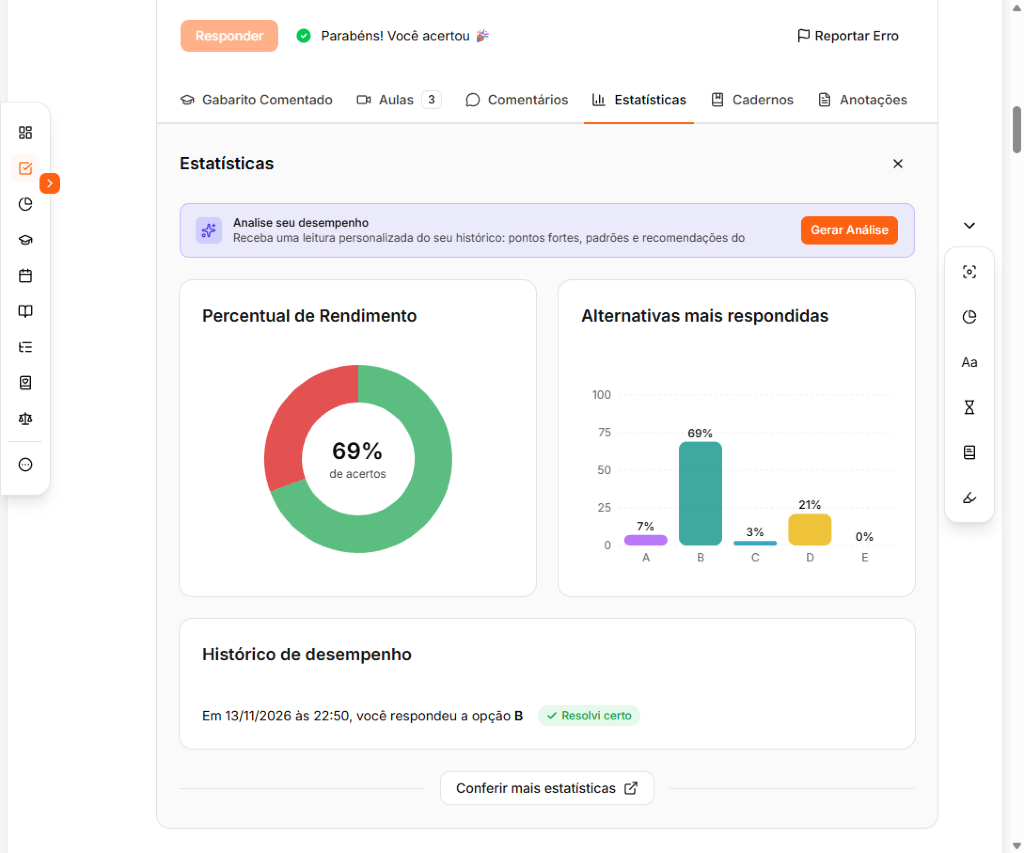 Responder
Parabéns! Você acertou 🎉
Reportar Erro
Gabarito Comentado
Aulas 3
Comentários
Estatísticas
Cadernos
Anotações
Estatísticas
Analise seu desempenho
Receba uma leitura personalizada do seu histórico: pontos fortes, padrões e recomendações do
Gerar Análise
Percentual de Rendimento
69%
de acertos
Alternativas mais respondidas
100
75
50
25
0
7%
69%
3%
21%
0%
A
B
C
D
E
Aa
Histórico de desempenho
Em 13/11/2026 às 22:50, você respondeu a opção B
Resolvi certo
Conferir mais estatísticas